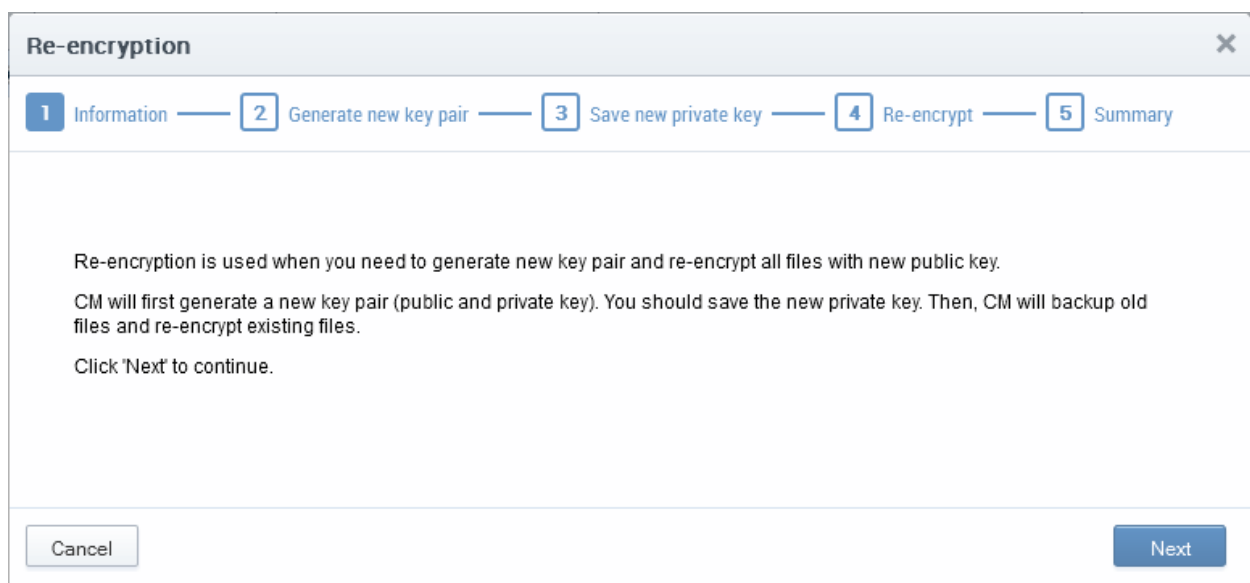 Re-encryption
1 Information 2 Generate new key pair 3 Save new private key 4 Re-encrypt 5 Summary
Re-encryption is used when you need to generate new key pair and re-encrypt all files with new public key.
CM will first generate a new key pair (public and private key). You should save the new private key. Then, CM will backup old
files and re-encrypt existing files.
Click 'Next' to continue.
Cancel Next